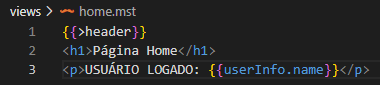 views > home.mst
1 {{>header}}
2 <h1>Página Home</h1>
3 <p>USUÁRIO LOGADO: {{userInfo.name}}</p>